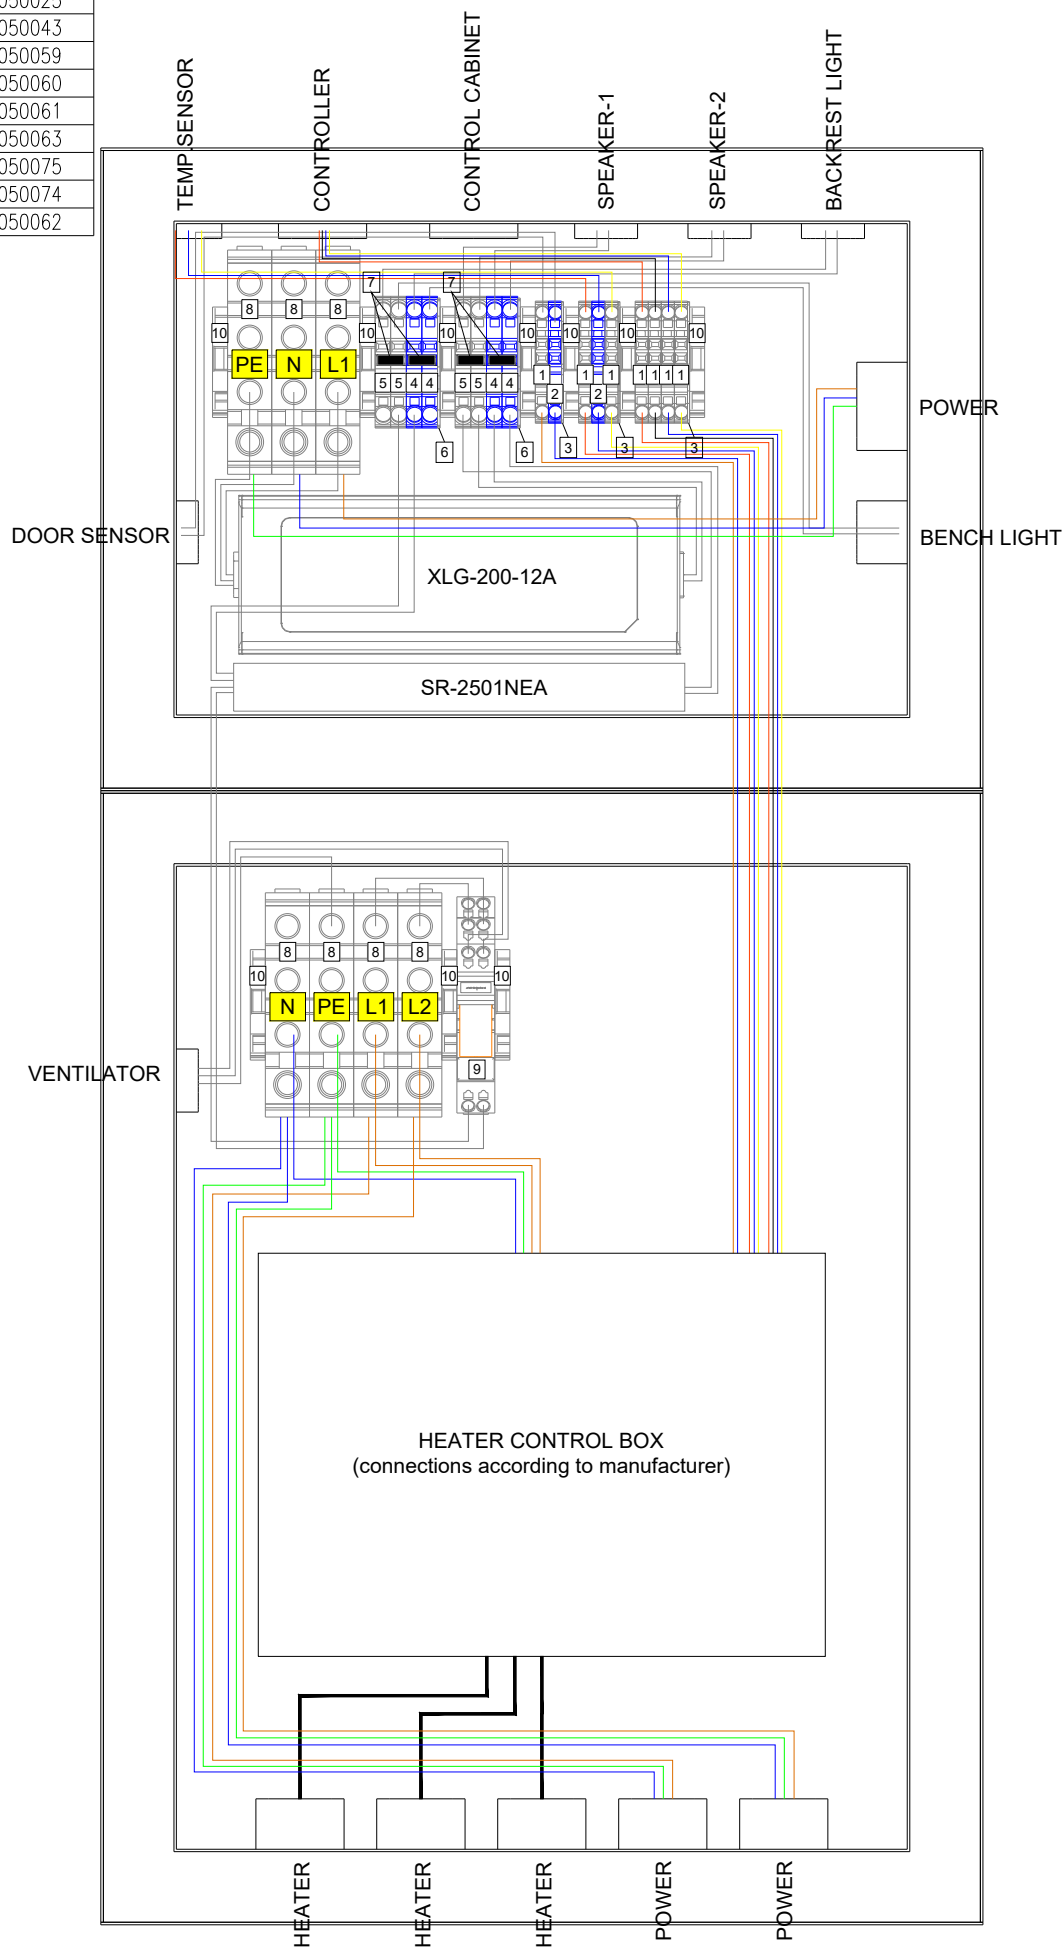 050025
050043
050059
050060
050061
050063
050075
050074
050062
TEMP.SENSOR
CONTROLLER
CONTROL CABINET
SPEAKER-1
SPEAKER-2
BACKREST LIGHT
7
7
8
8
8
10
10
10
10
10
10
10
PE
N
L1
5
5
4
4
5
5
4
4
1
2
1
2
1
1
1
1
1
6
6
3
3
3
POWER
DOOR SENSOR
BENCH LIGHT
XLG-200-12A
SR-2501NEA
8
8
8
8
10
10
10
N
PE
L1
L2
9
VENTILATOR
HEATER CONTROL BOX
(connections according to manufacturer)
HEATER
HEATER
HEATER
POWER
POWER